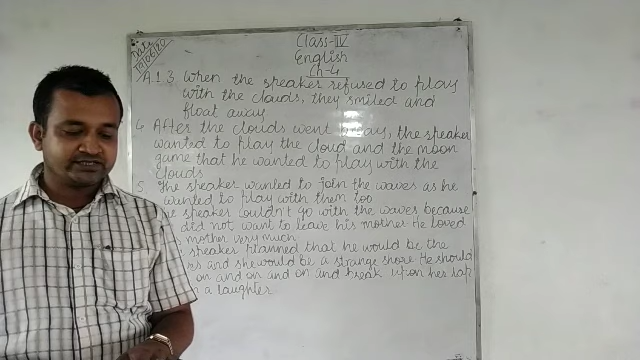 Date
19/06/20
Class-IV
English
Ch-4
A.1 3. When the speaker refused to play
with the clouds, they smiled and
float away
4. After the clouds went away, the speaker
wanted to play the cloud and the moon
game that he wanted to play with the
clouds
5. The speaker wanted to join the waves as he
wanted to play with them too
speaker couldn't go with the waves because
did not want to leave his mother He loved
mother very much
speaker planned that he would be the
and she would be a strange shore. He should
on and on and on and break upon her lap
a laughter